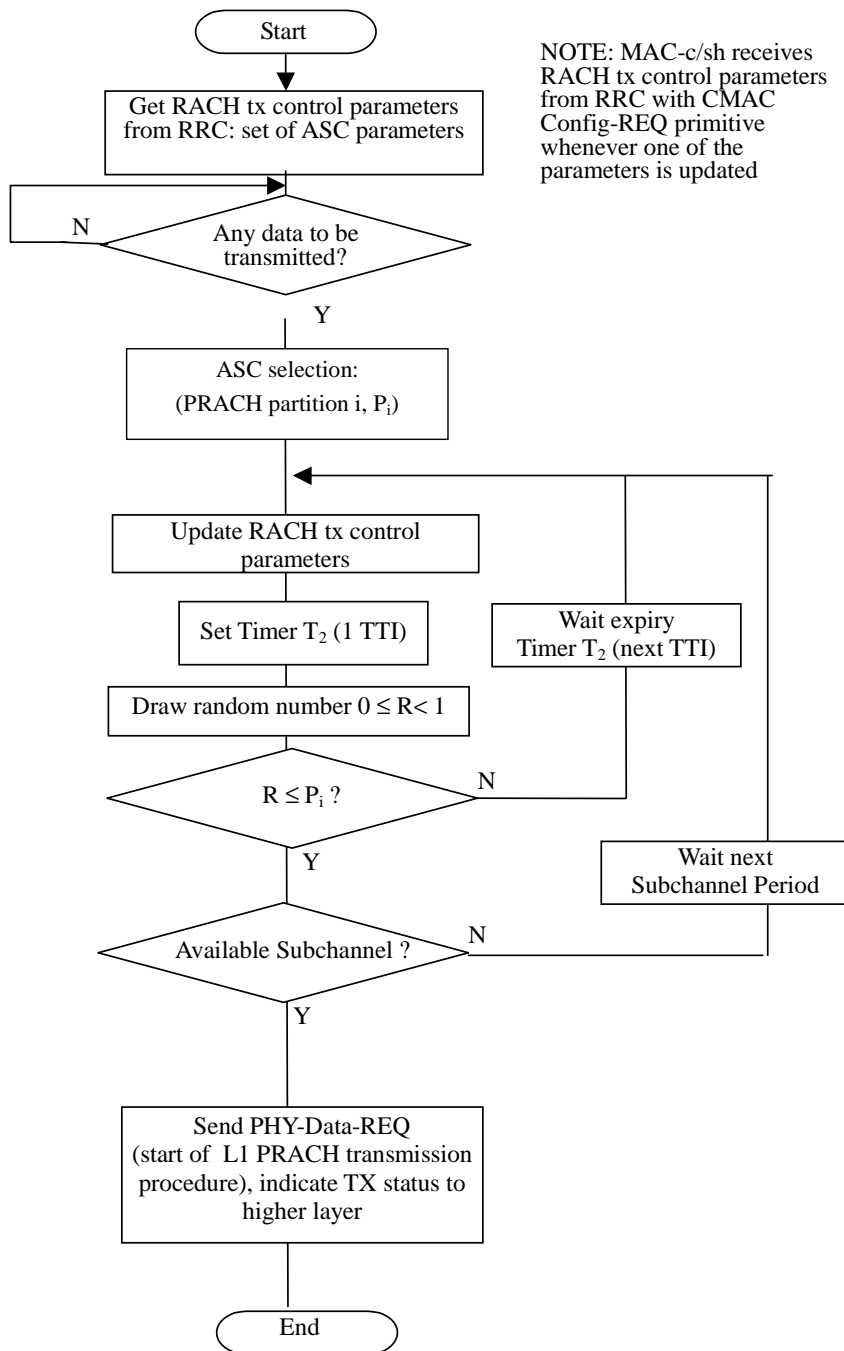 Start
NOTE: MAC-c/sh receives
RACH tx control parameters
from RRC with CMAC
Config-REQ primitive
whenever one of the
parameters is updated
Get RACH tx control parameters
from RRC: set of ASC parameters
N
Any data to be
transmitted?
Y
ASC selection:
(PRACH partition i, Pᵢ)
Update RACH tx control
parameters
Set Timer T₂ (1 TTI)
Wait expiry
Timer T₂ (next TTI)
Draw random number 0 ≤ R< 1
R ≤ Pᵢ ?
N
Y
Wait next
Subchannel Period
Available Subchannel ?
N
Y
Send PHY-Data-REQ
(start of L1 PRACH transmission
procedure), indicate TX status to
higher layer
End